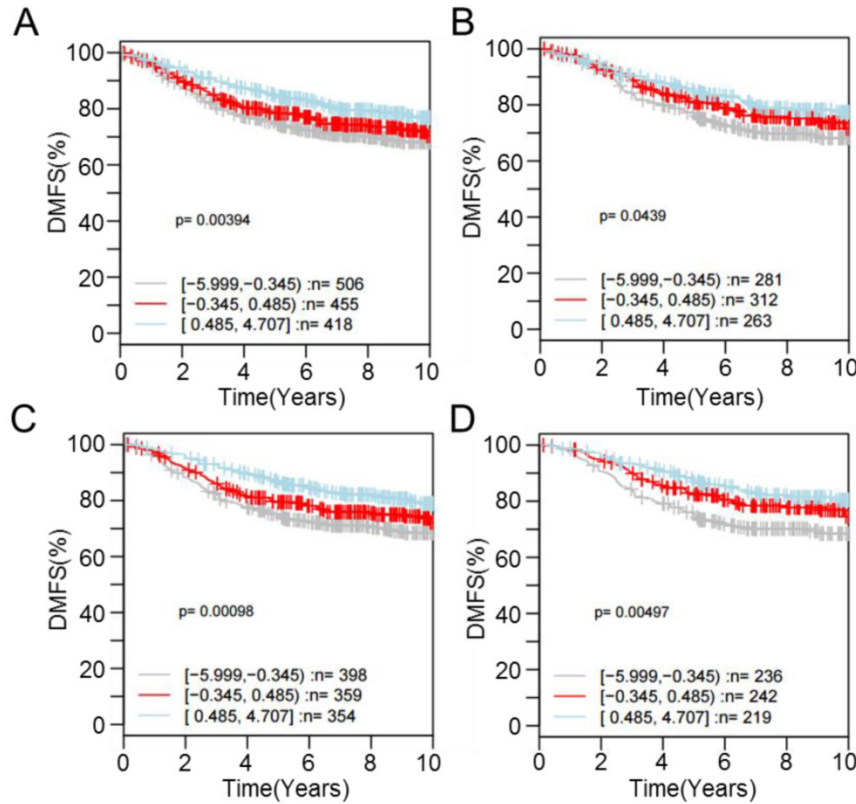 A
100
80
60
40
20
0
DMFS(%)
p= 0.00394
[−5.999,−0.345) :n= 506
[−0.345, 0.485) :n= 455
[ 0.485, 4.707] :n= 418
0 2 4 6 8 10
Time(Years)
B
100
80
60
40
20
0
DMFS(%)
p= 0.0439
[−5.999,−0.345) :n= 281
[−0.345, 0.485) :n= 312
[ 0.485, 4.707] :n= 263
0 2 4 6 8 10
Time(Years)
C
100
80
60
40
20
0
DMFS(%)
p= 0.00098
[−5.999,−0.345) :n= 398
[−0.345, 0.485) :n= 359
[ 0.485, 4.707] :n= 354
0 2 4 6 8 10
Time(Years)
D
100
80
60
40
20
0
DMFS(%)
p= 0.00497
[−5.999,−0.345) :n= 236
[−0.345, 0.485) :n= 242
[ 0.485, 4.707] :n= 219
0 2 4 6 8 10
Time(Years)